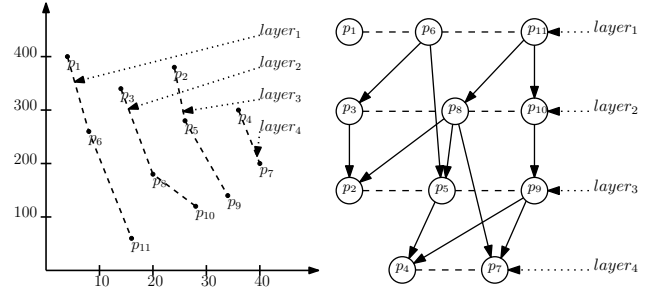 400
300
200
100
10 20 30 40
p₁
p₂
p₃
p₄
p₅
p₆
p₇
p₈
p₉
p₁₀
p₁₁
layer₁
layer₂
layer₃
layer₄
p₁ p₆ p₁₁ layer₁
p₃ p₈ p₁₀ layer₂
p₂ p₅ p₉ layer₃
p₄ p₇ layer₄